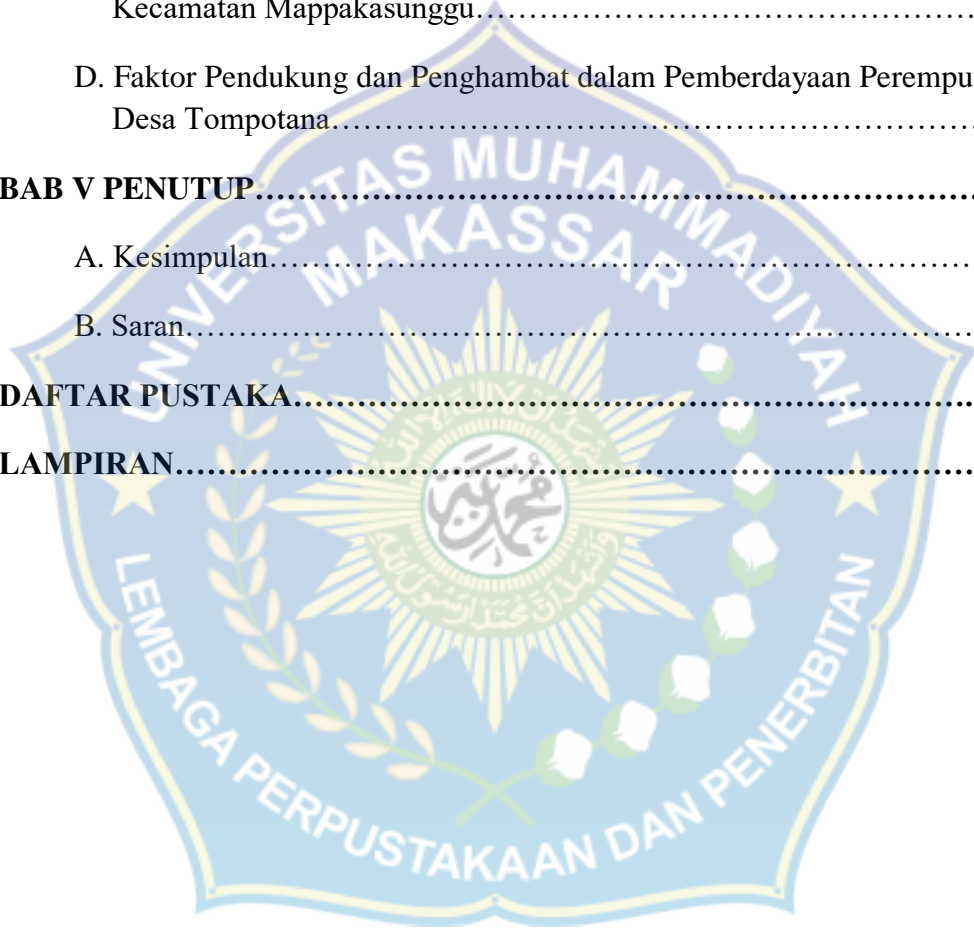 Kecamatan Mappakasunggu…………………………………………
D. Faktor Pendukung dan Penghambat dalam Pemberdayaan Perempu
Desa Tompotana…………………………………………………………
BAB V PENUTUP………………………………………………………………
A. Kesimpulan………………………………………………………………
B. Saran………………………………………………………………………
DAFTAR PUSTAKA……………………………………………………………
LAMPIRAN………………………………………………………………………
UNIVERSITAS MUHAMMADIYAH
MAKASSAR
محمد
LEMBAGA PERPUSTAKAAN DAN PENERBITAN